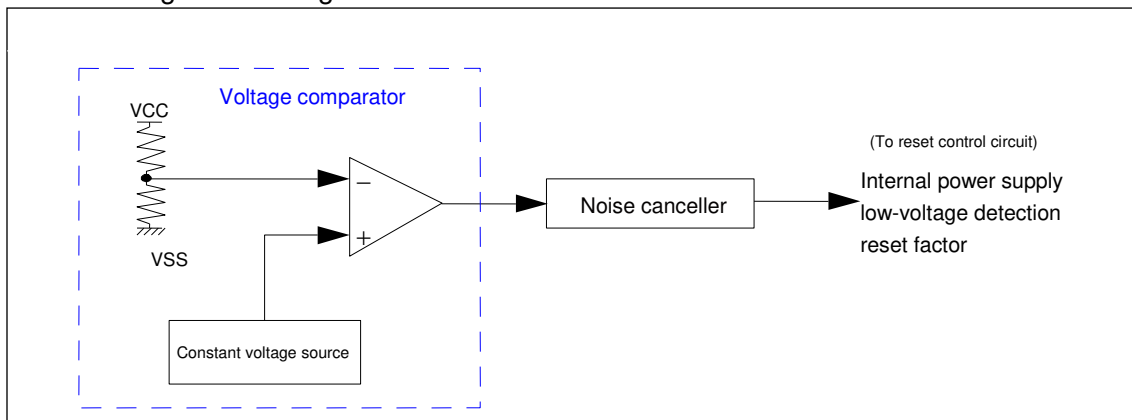 Voltage comparator
VCC
VSS
−
+
Constant voltage source
Noise canceller
(To reset control circuit)
Internal power supply
low-voltage detection
reset factor